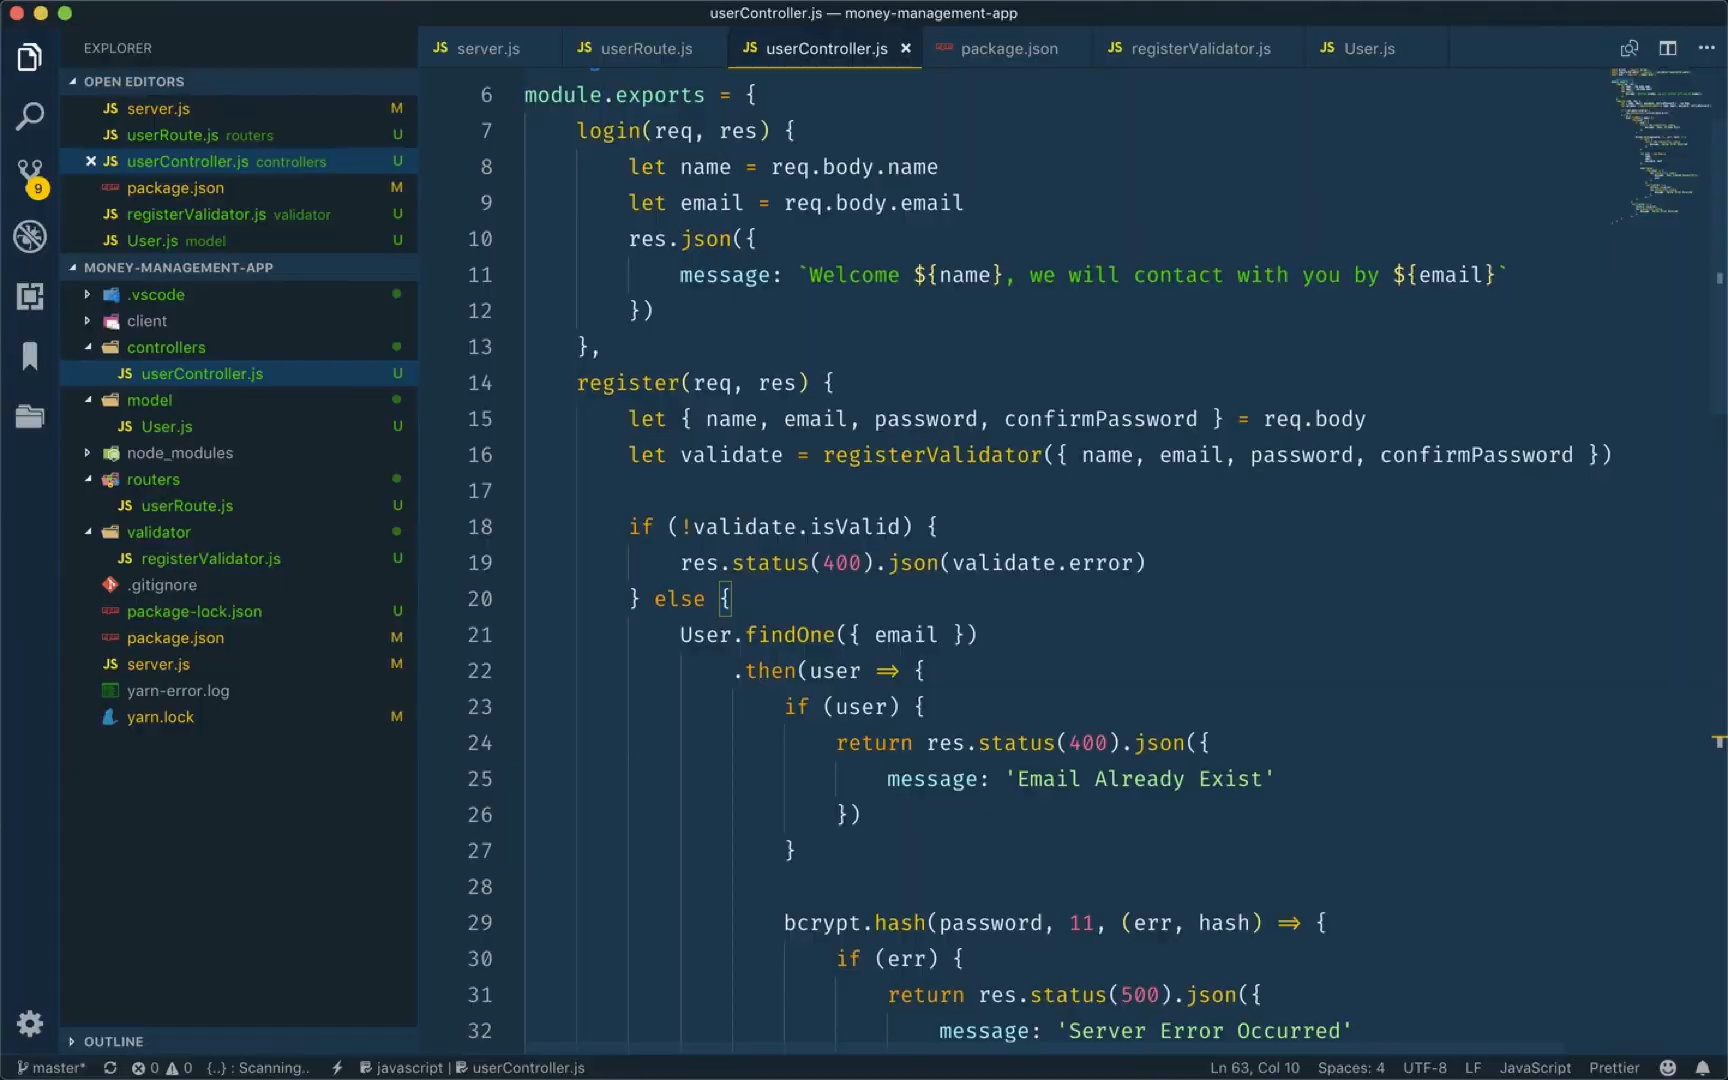 userController.js — money-management-app
EXPLORER
OPEN EDITORS
JS server.js M
JS userRoute.js routers U
JS userController.js controllers U
package.json M
JS registerValidator.js validator U
JS User.js model U
MONEY-MANAGEMENT-APP
.vscode
client
controllers
JS userController.js U
model
JS User.js U
node_modules
routers
JS userRoute.js U
validator
JS registerValidator.js U
.gitignore
package-lock.json U
package.json M
JS server.js M
yarn-error.log
yarn.lock M
OUTLINE
9
JS server.js JS userRoute.js JS userController.js package.json JS registerValidator.js JS User.js
6 module.exports = {
7 login(req, res) {
8 let name = req.body.name
9 let email = req.body.email
10 res.json({
11 message: `Welcome ${name}, we will contact with you by ${email}`
12 })
13 },
14 register(req, res) {
15 let { name, email, password, confirmPassword } = req.body
16 let validate = registerValidator({ name, email, password, confirmPassword })
17
18 if (!validate.isValid) {
19 res.status(400).json(validate.error)
20 } else {
21 User.findOne({ email })
22 .then(user => {
23 if (user) {
24 return res.status(400).json({
25 message: 'Email Already Exist'
26 })
27 }
28
29 bcrypt.hash(password, 11, (err, hash) => {
30 if (err) {
31 return res.status(500).json({
32 message: 'Server Error Occurred'
master* 0 0 {..} : Scanning.. javascript | userController.js Ln 63, Col 10 Spaces: 4 UTF-8 LF JavaScript Prettier